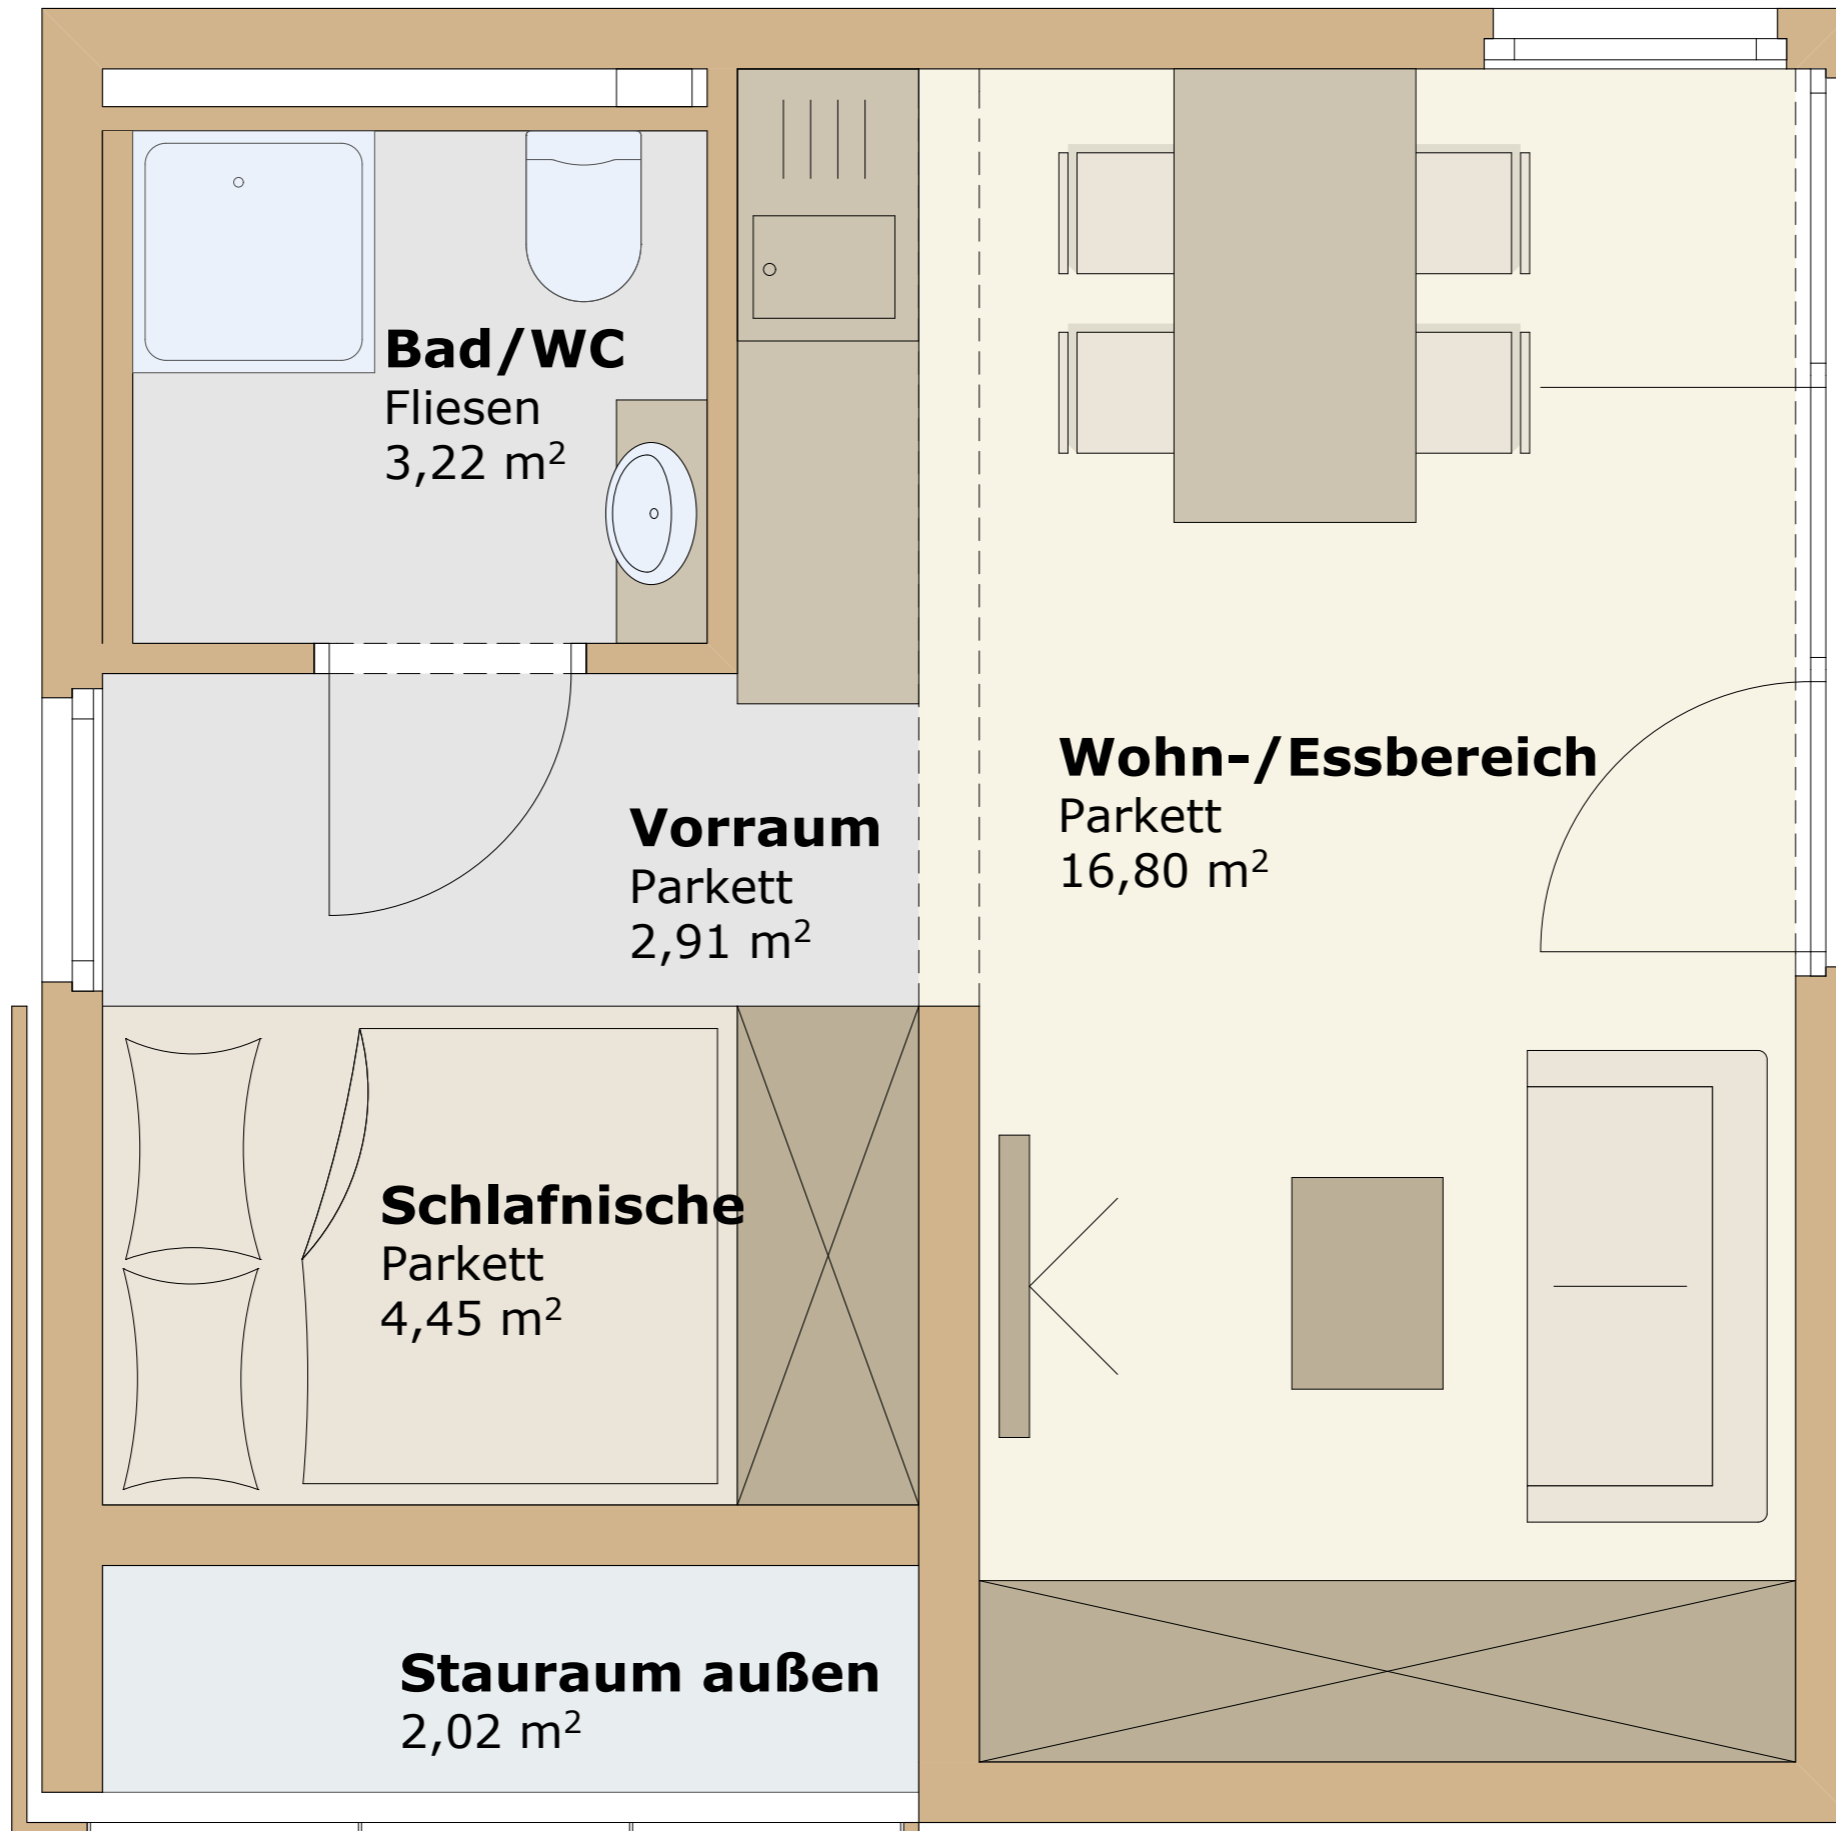 Bad/WC
Fliesen
3,22 m²
Wohn-/Essbereich
Parkett
16,80 m²
Vorraum
Parkett
2,91 m²
Schlafnische
Parkett
4,45 m²
Stauraum außen
2,02 m²